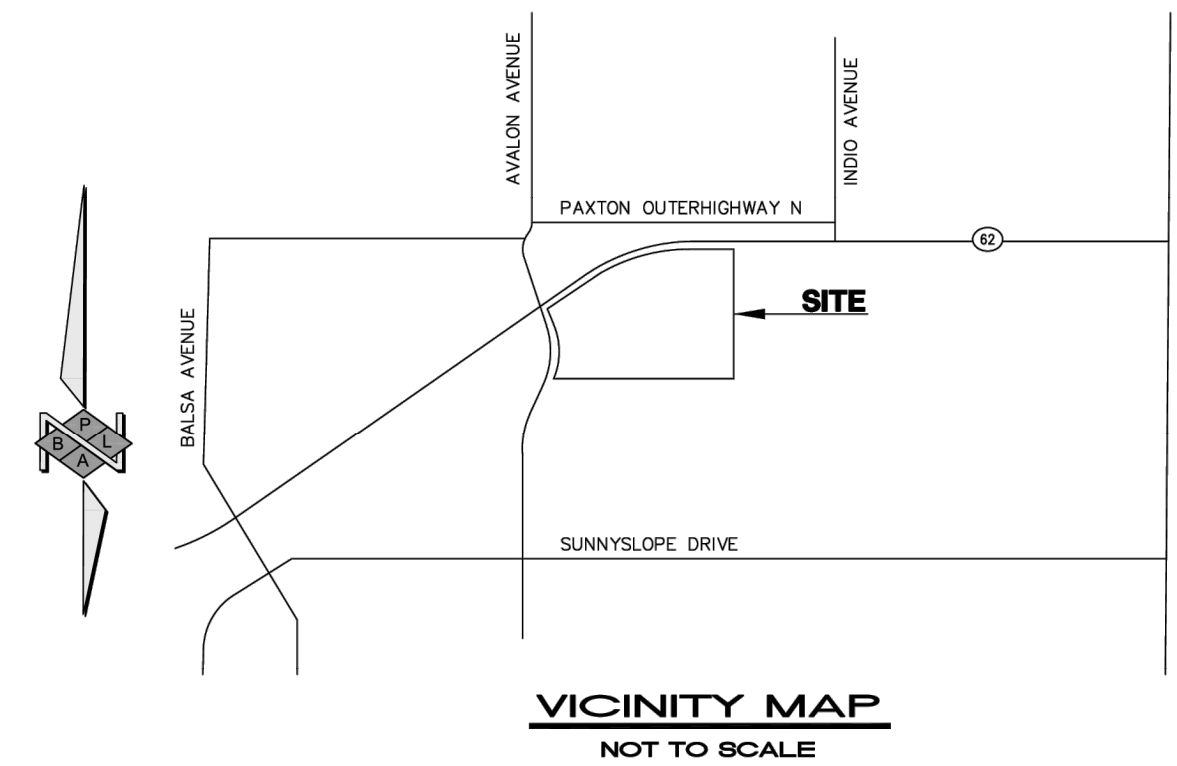 AVALON AVENUE
INDIO AVENUE
PAXTON OUTERHIGHWAY N
62
SITE
BALSA AVENUE
P
B L
A
N
SUNNYSLOPE DRIVE
VICINITY MAP
NOT TO SCALE